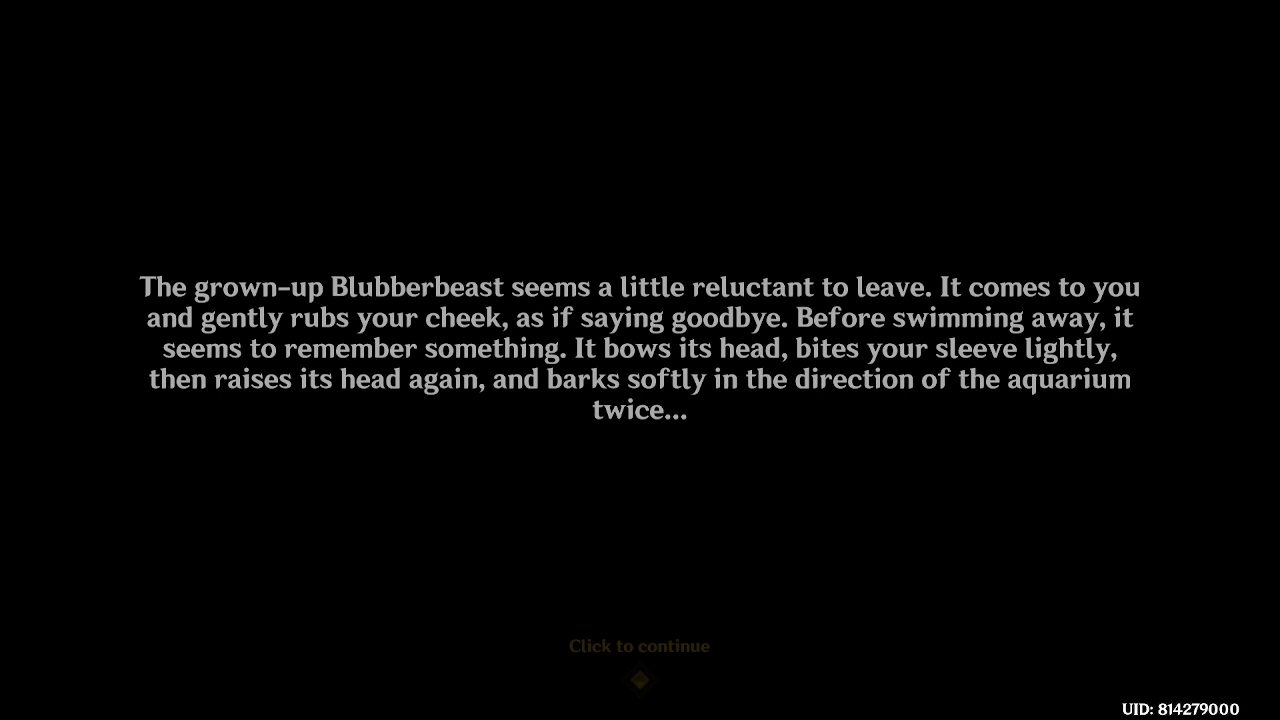 The grown-up Blubberbeast seems a little reluctant to leave. It comes to you
and gently rubs your cheek, as if saying goodbye. Before swimming away, it
seems to remember something. It bows its head, bites your sleeve lightly,
then raises its head again, and barks softly in the direction of the aquarium
twice...
Click to continue
UID: 814279000